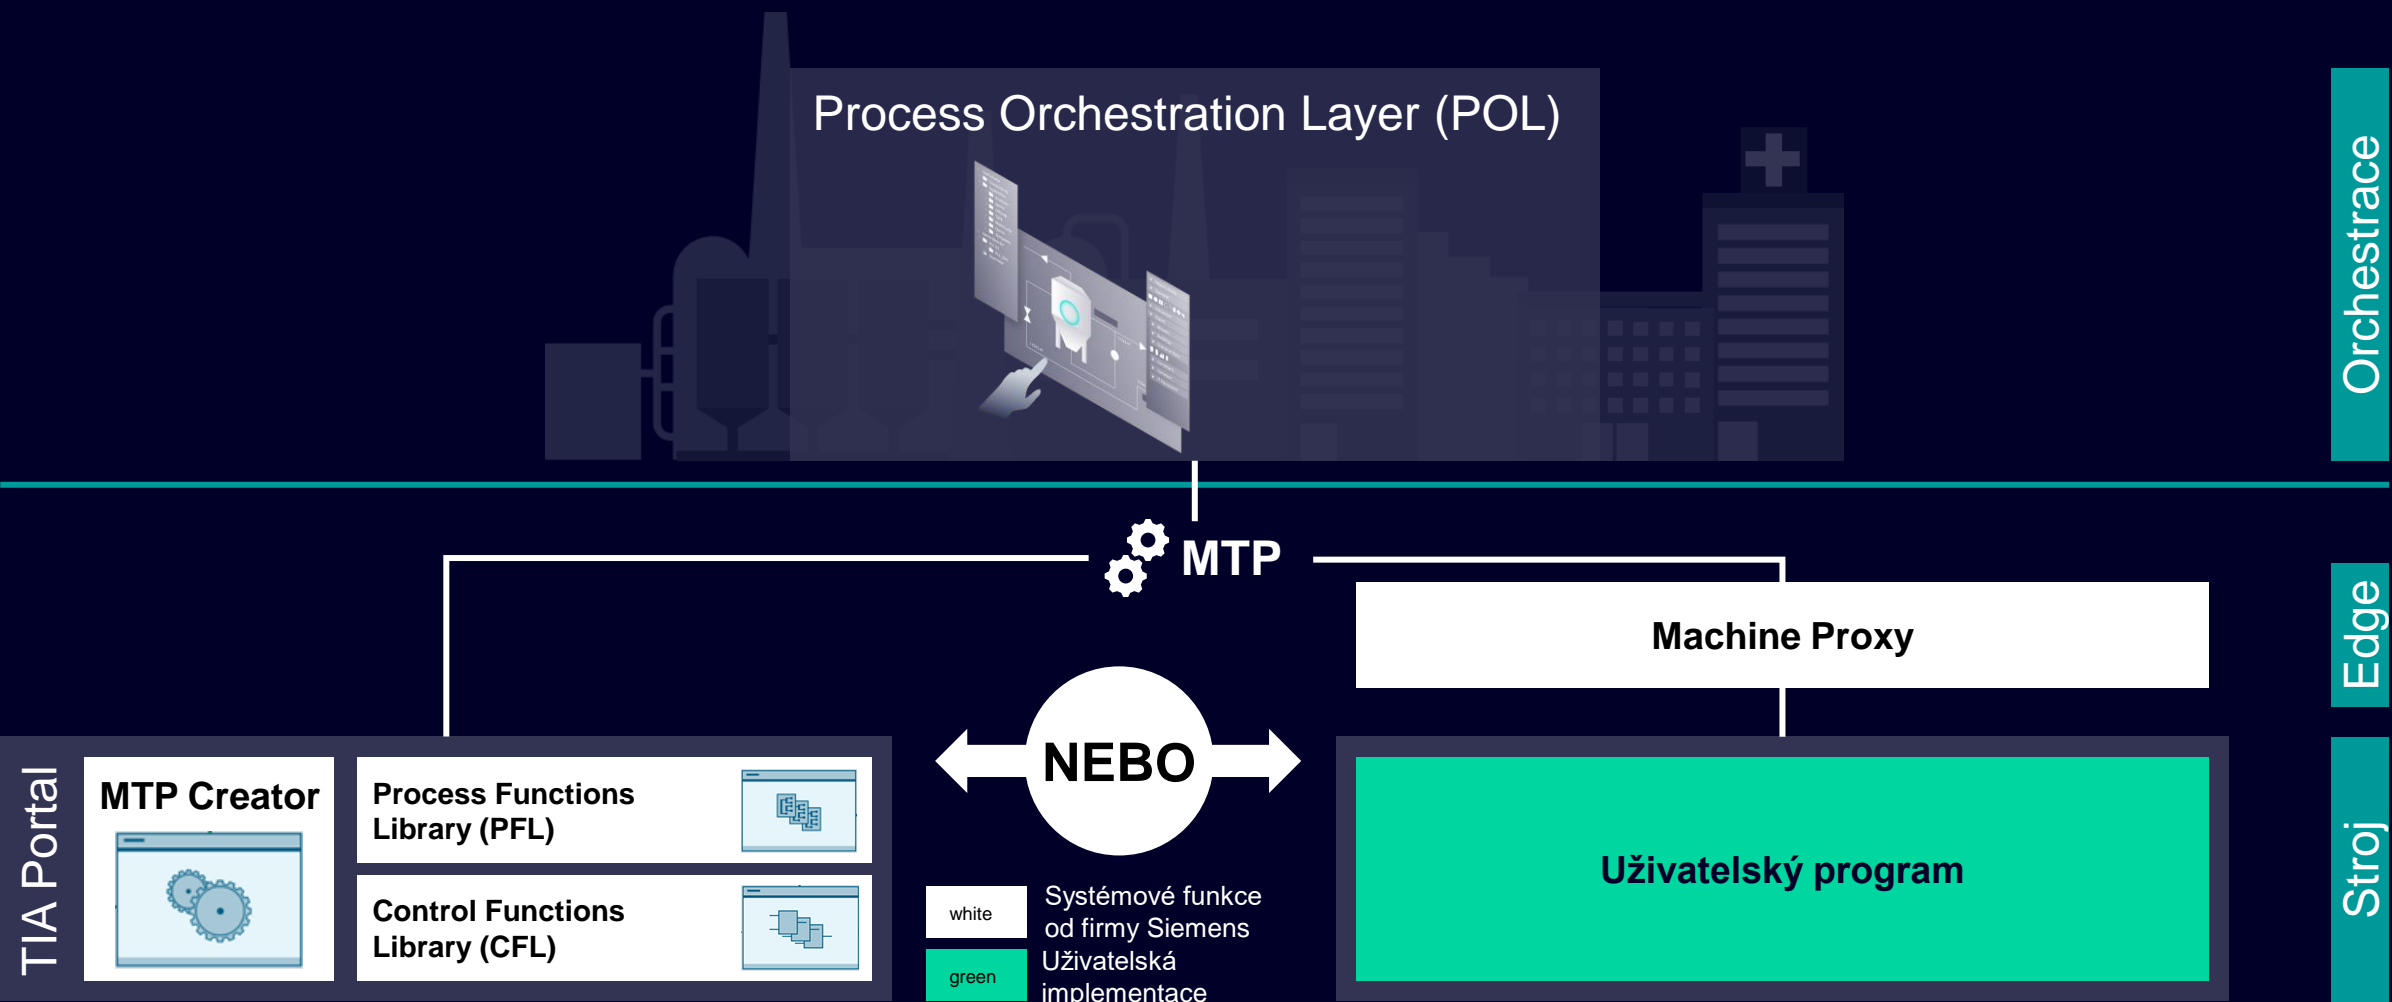 Process Orchestration Layer (POL)
Orchestrace
MTP
Machine Proxy
Edge
NEBO
TIA Portal
MTP Creator
Process Functions
Library (PFL)
Control Functions
Library (CFL)
white
Systémové funkce
od firmy Siemens
green
Uživatelská
implementace
Uživatelský program
Stroj